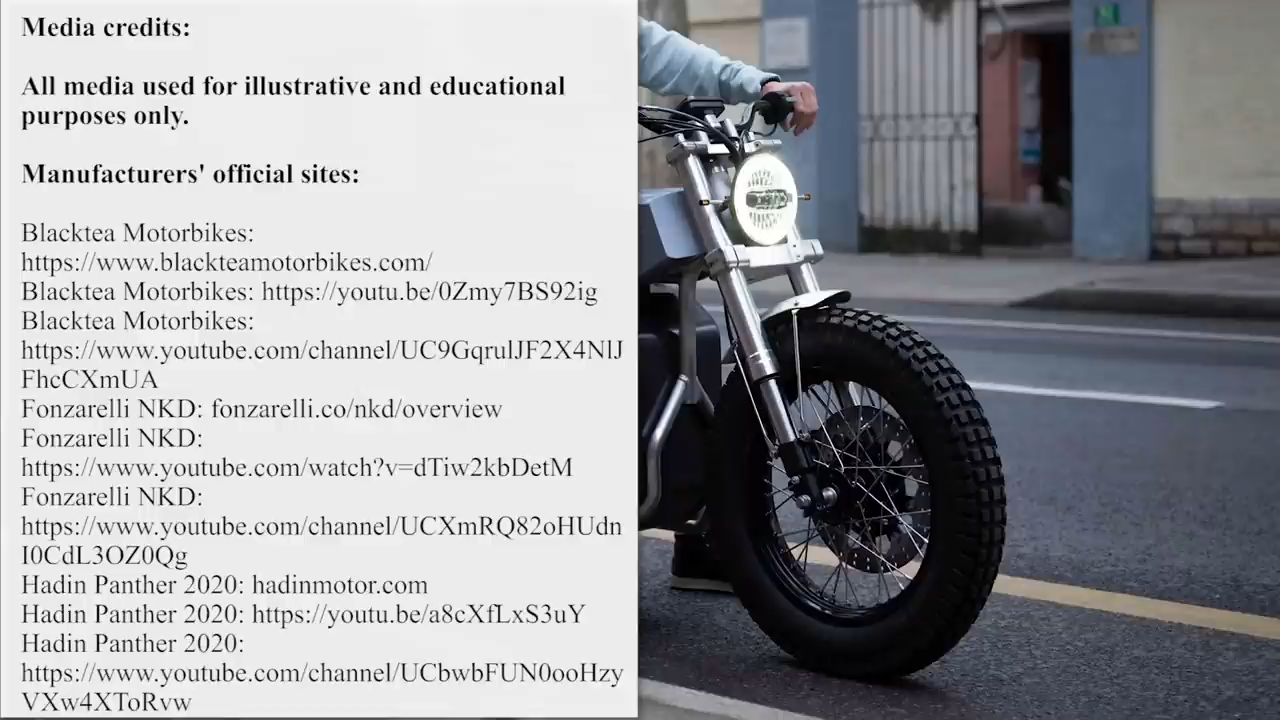 Media credits:
All media used for illustrative and educational
purposes only.
Manufacturers' official sites:
Blacktea Motorbikes:
https://www.blackteamotorbikes.com/
Blacktea Motorbikes: https://youtu.be/0Zmy7BS92ig
Blacktea Motorbikes:
https://www.youtube.com/channel/UC9GqrulJF2X4NlJ
FhcCXmUA
Fonzarelli NKD: fonzarelli.co/nkd/overview
Fonzarelli NKD:
https://www.youtube.com/watch?v=dTiw2kbDetM
Fonzarelli NKD:
https://www.youtube.com/channel/UCXmRQ82oHUdn
I0CdL3OZ0Qg
Hadin Panther 2020: hadinmotor.com
Hadin Panther 2020: https://youtu.be/a8cXfLxS3uY
Hadin Panther 2020:
https://www.youtube.com/channel/UCbwbFUN0ooHzy
VXw4XToRvw